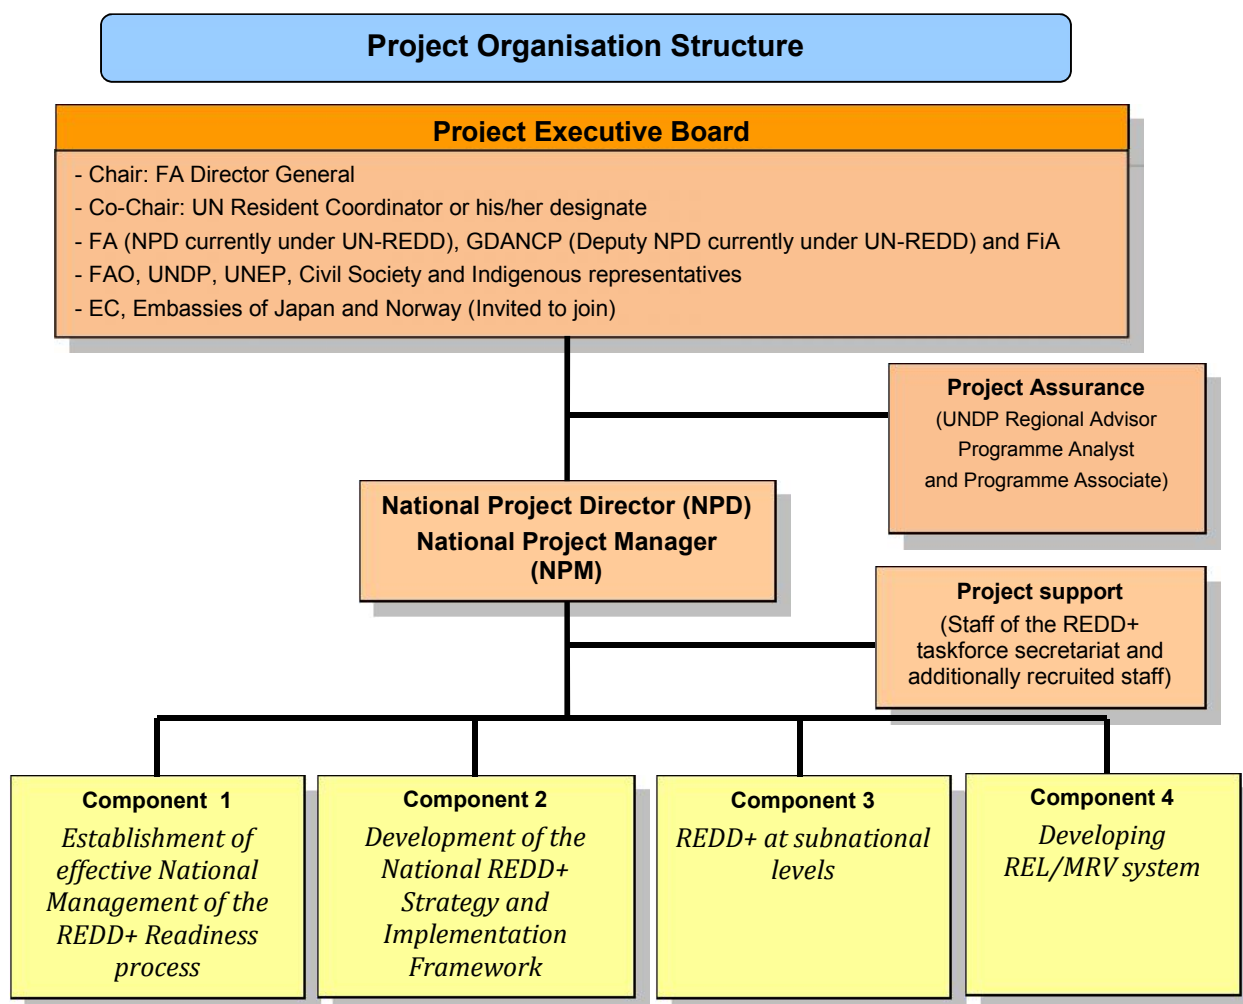 Project Organisation Structure
Project Executive Board
- Chair: FA Director General
- Co-Chair: UN Resident Coordinator or his/her designate
- FA (NPD currently under UN-REDD), GDANCP (Deputy NPD currently under UN-REDD) and FiA
- FAO, UNDP, UNEP, Civil Society and Indigenous representatives
- EC, Embassies of Japan and Norway (Invited to join)
Project Assurance
(UNDP Regional Advisor
Programme Analyst
and Programme Associate)
National Project Director (NPD)
National Project Manager
(NPM)
Project support
(Staff of the REDD+
taskforce secretariat and
additionally recruited staff)
Component 1
Establishment of
effective National
Management of the
REDD+ Readiness
process
Component 2
Development of the
National REDD+
Strategy and
Implementation
Framework
Component 3
REDD+ at subnational
levels
Component 4
Developing
REL/MRV system